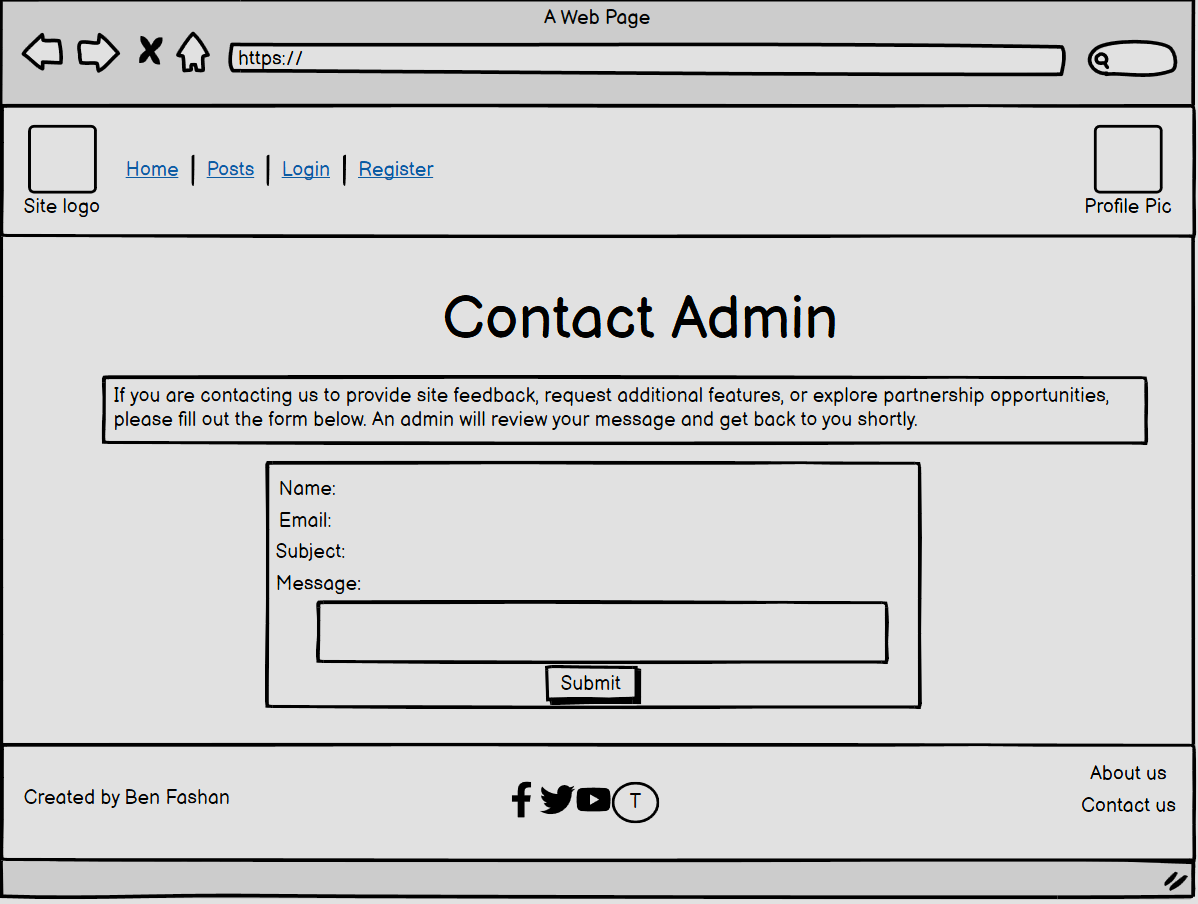 A Web Page
https://
Home Posts Login Register
Site logo
Profile Pic
Contact Admin
If you are contacting us to provide site feedback, request additional features, or explore partnership opportunities,
please fill out the form below. An admin will review your message and get back to you shortly.
Name:
Email:
Subject:
Message:
Submit
Created by Ben Fashan
T
About us
Contact us